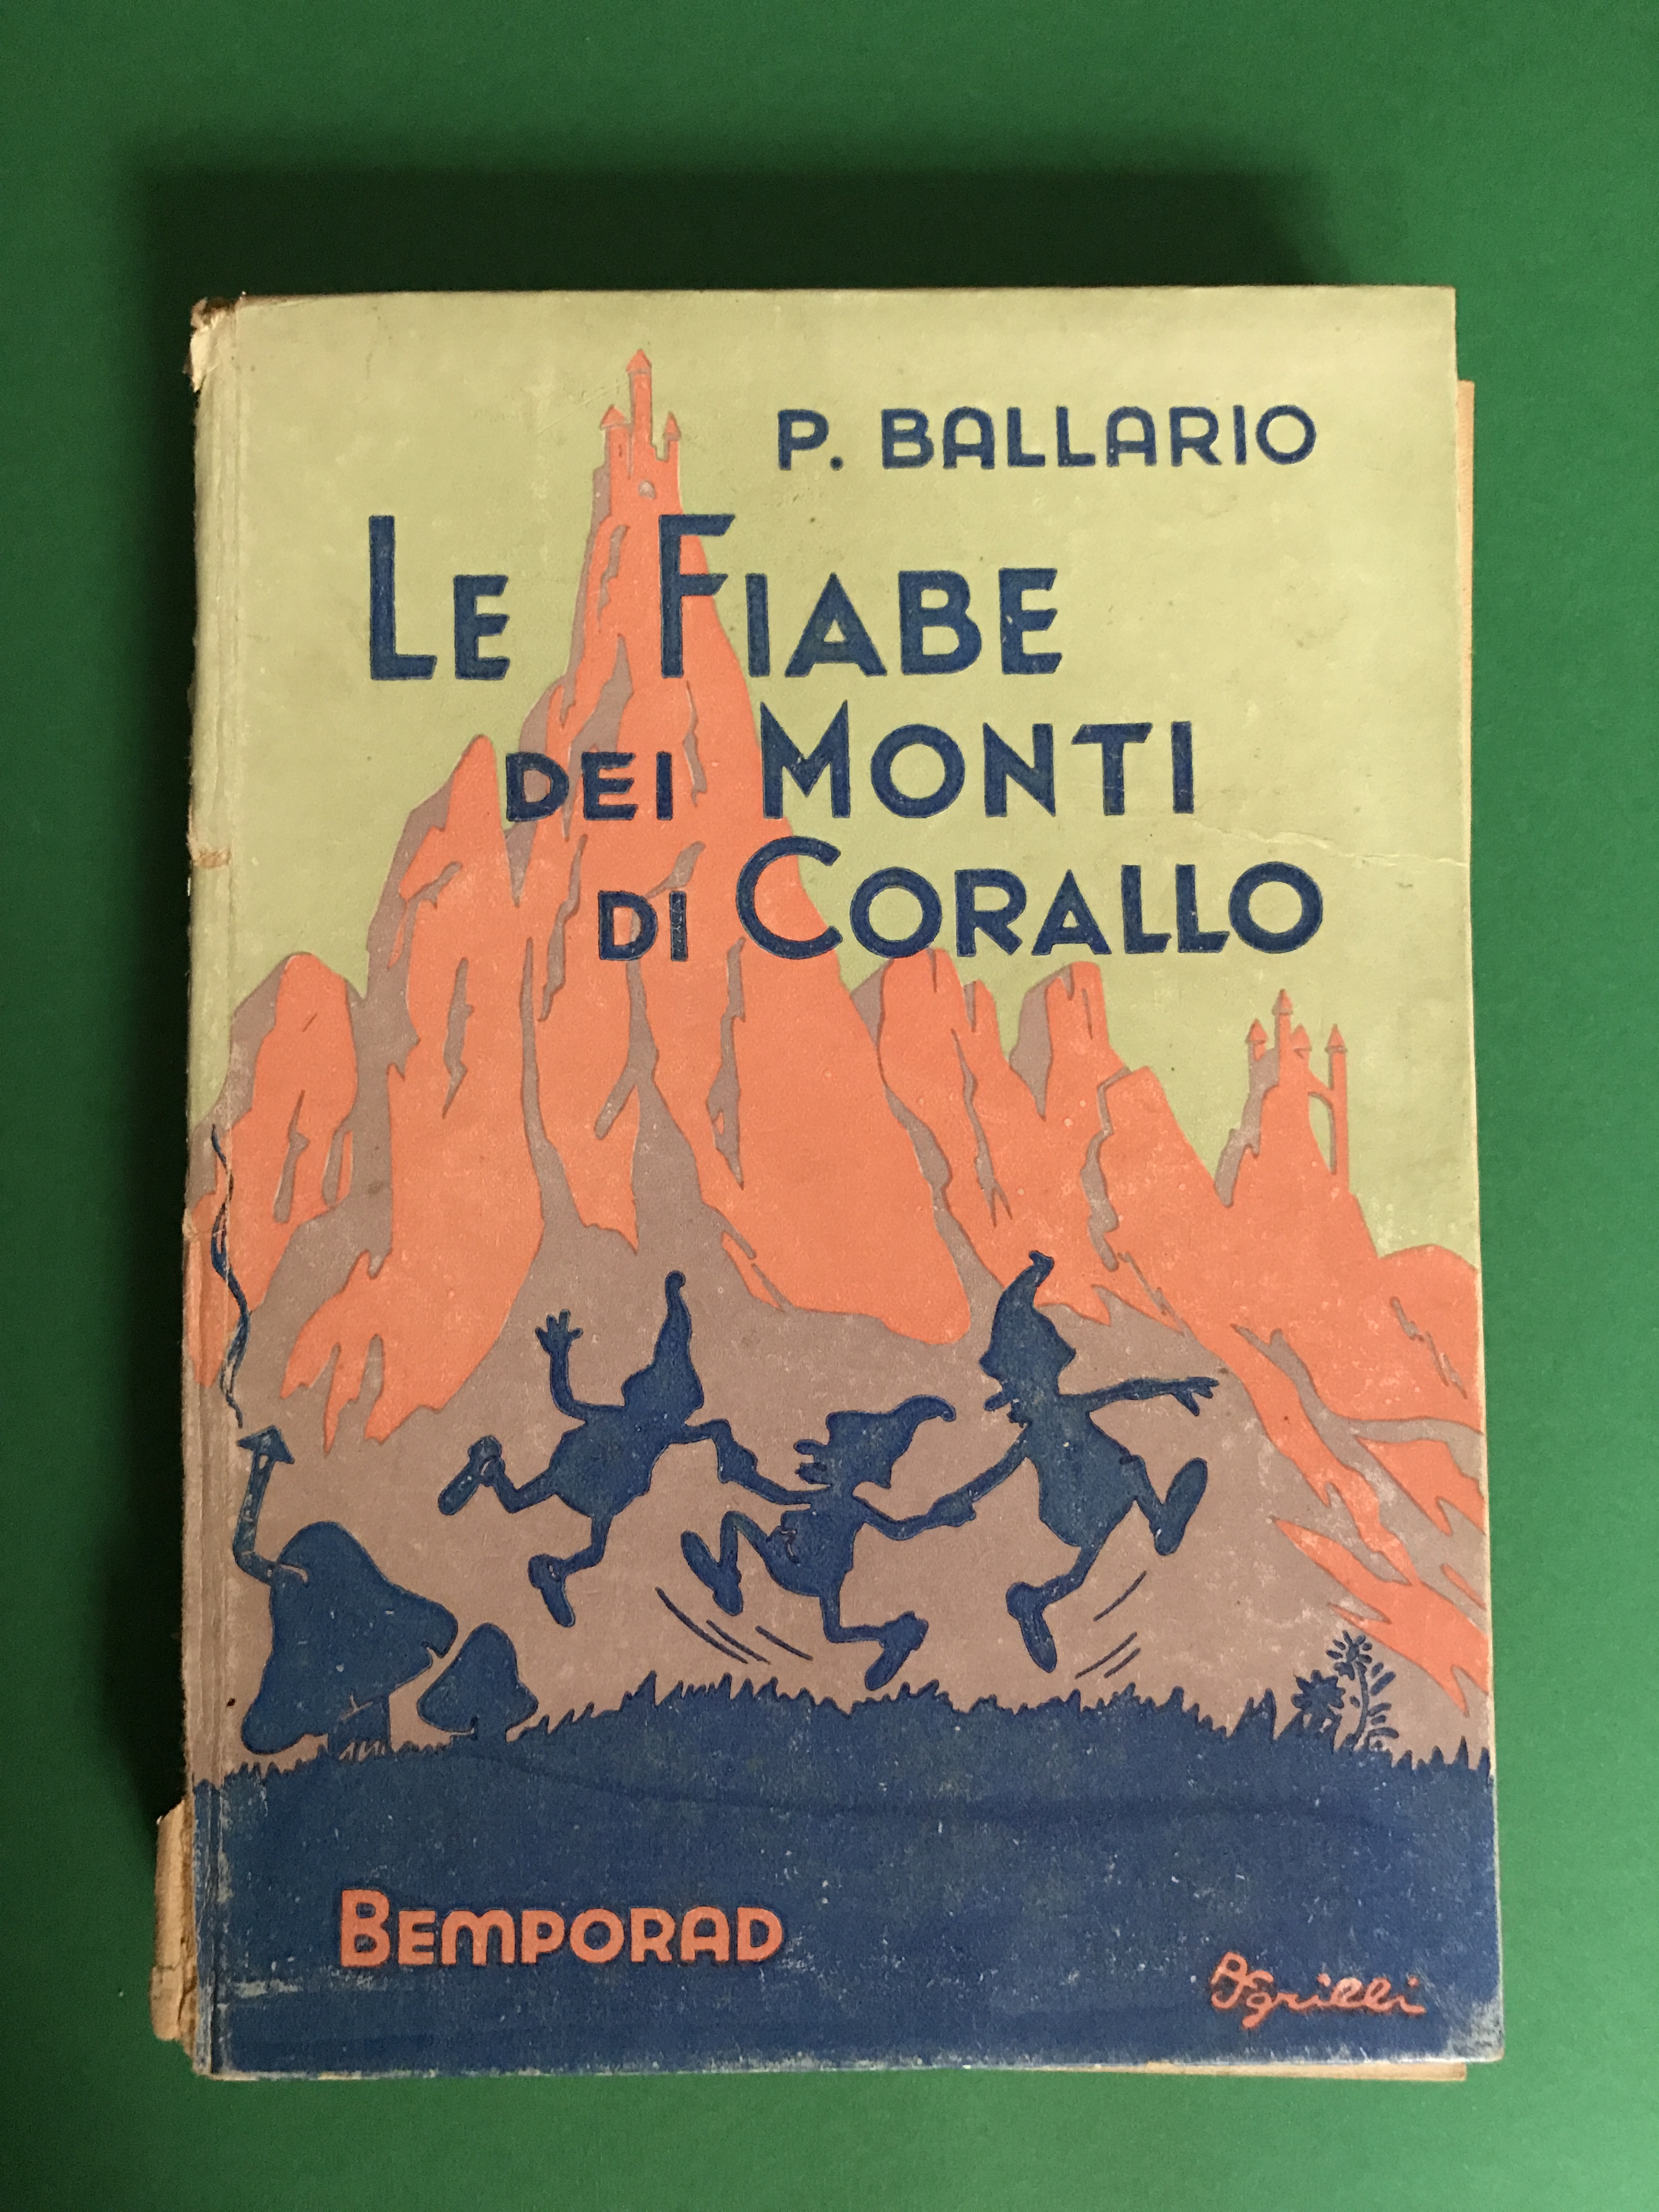 P. BALLARIO
LE FIABE
DEI MONTI
DI CORALLO
BEMPORAD